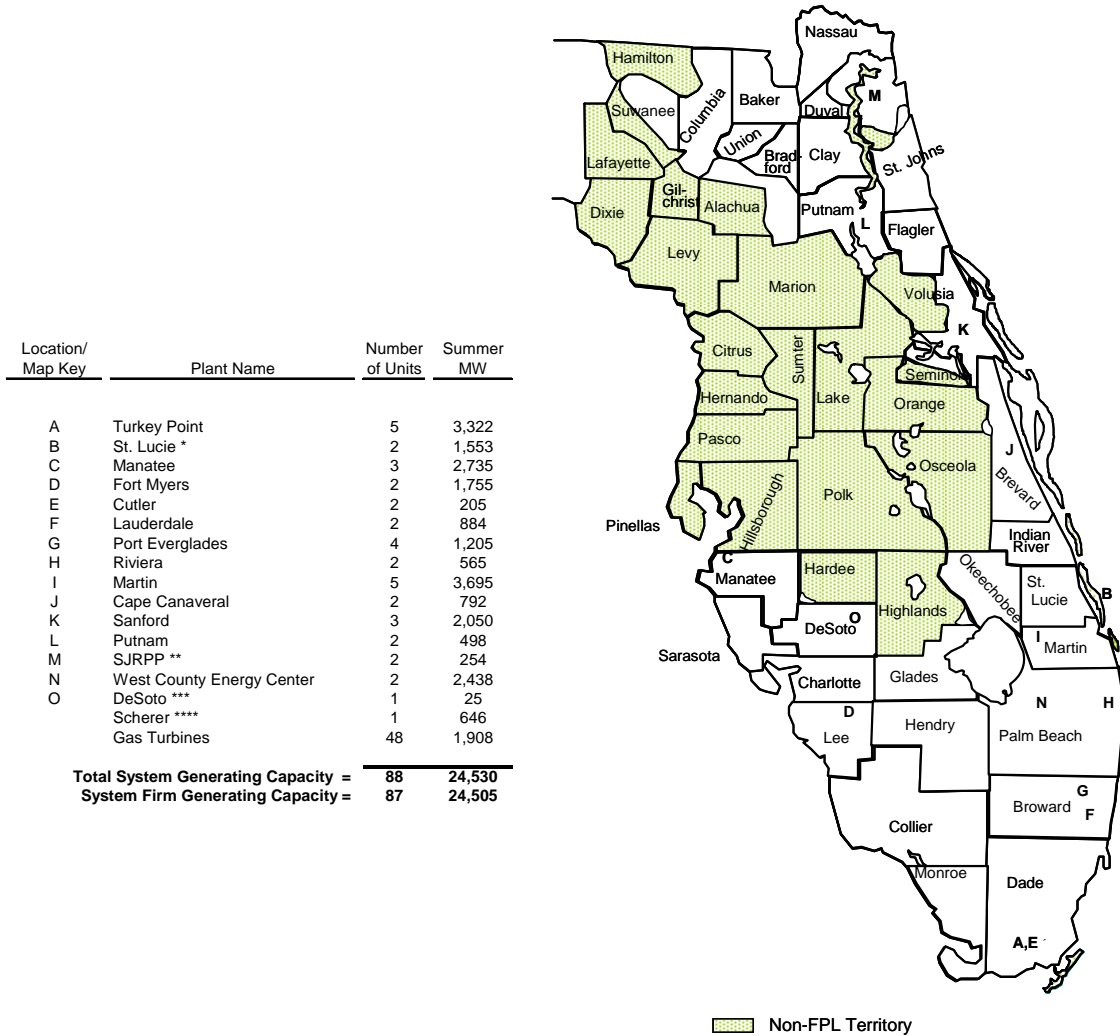 Location/ Number Summer
Map Key Plant Name of Units MW
A Turkey Point 5 3,322
B St. Lucie * 2 1,553
C Manatee 3 2,735
D Fort Myers 2 1,755
E Cutler 2 205
F Lauderdale 2 884
G Port Everglades 4 1,205
H Riviera 2 565
I Martin 5 3,695
J Cape Canaveral 2 792
K Sanford 3 2,050
L Putnam 2 498
M SJRPP ** 2 254
N West County Energy Center 2 2,438
O DeSoto *** 1 25
Scherer **** 1 646
Gas Turbines 48 1,908
Total System Generating Capacity = 88 24,530
System Firm Generating Capacity = 87 24,505
Nassau
Hamilton
Suwanee
Columbia
Baker
Duval
M
Union
Brad-
ford
Clay
St. Johns
Lafayette
Gil-
christ
Alachua
Putnam
L
Dixie
Flagler
Levy
Marion
Volusia
K
Citrus
Sumter
Seminole
Hernando
Lake
Orange
Pasco
Osceola
J
Brevard
Hillsborough
Polk
Pinellas
Indian
River
C
Manatee
Hardee
Okeechobee
St.
Lucie
B
Highlands
O
DeSoto
I
Martin
Sarasota
Charlotte
Glades
N
H
D
Lee
Hendry
Palm Beach
G
Broward
F
Collier
Monroe
Dade
A,E
Non-FPL Territory